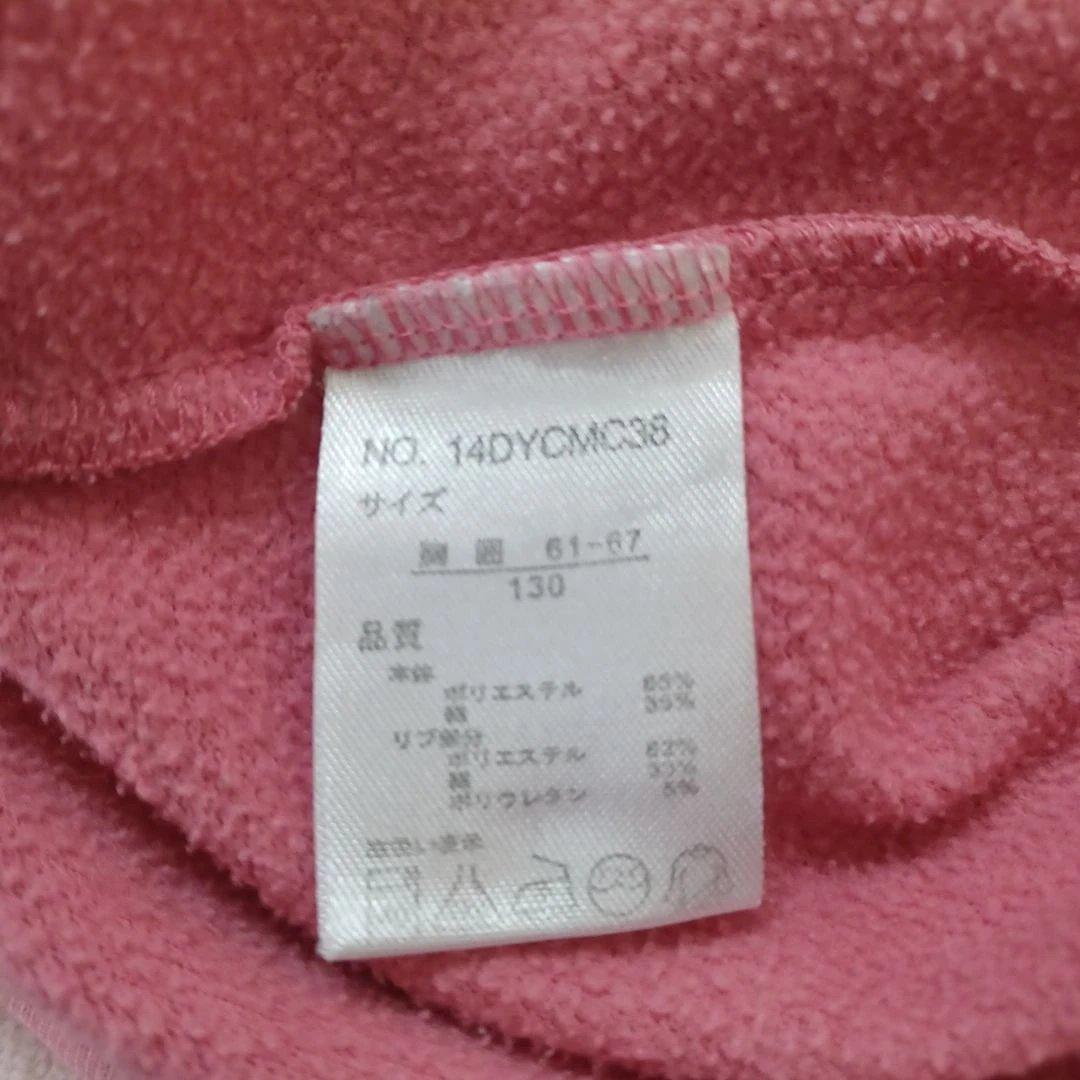 NO. 14DYCMC38
サイズ
胸 囲 61-67
130
品質
本体
ポリエステル 65%
綿 35%
リブ部分
ポリエステル 62%
綿 33%
ポリウレタン 5%